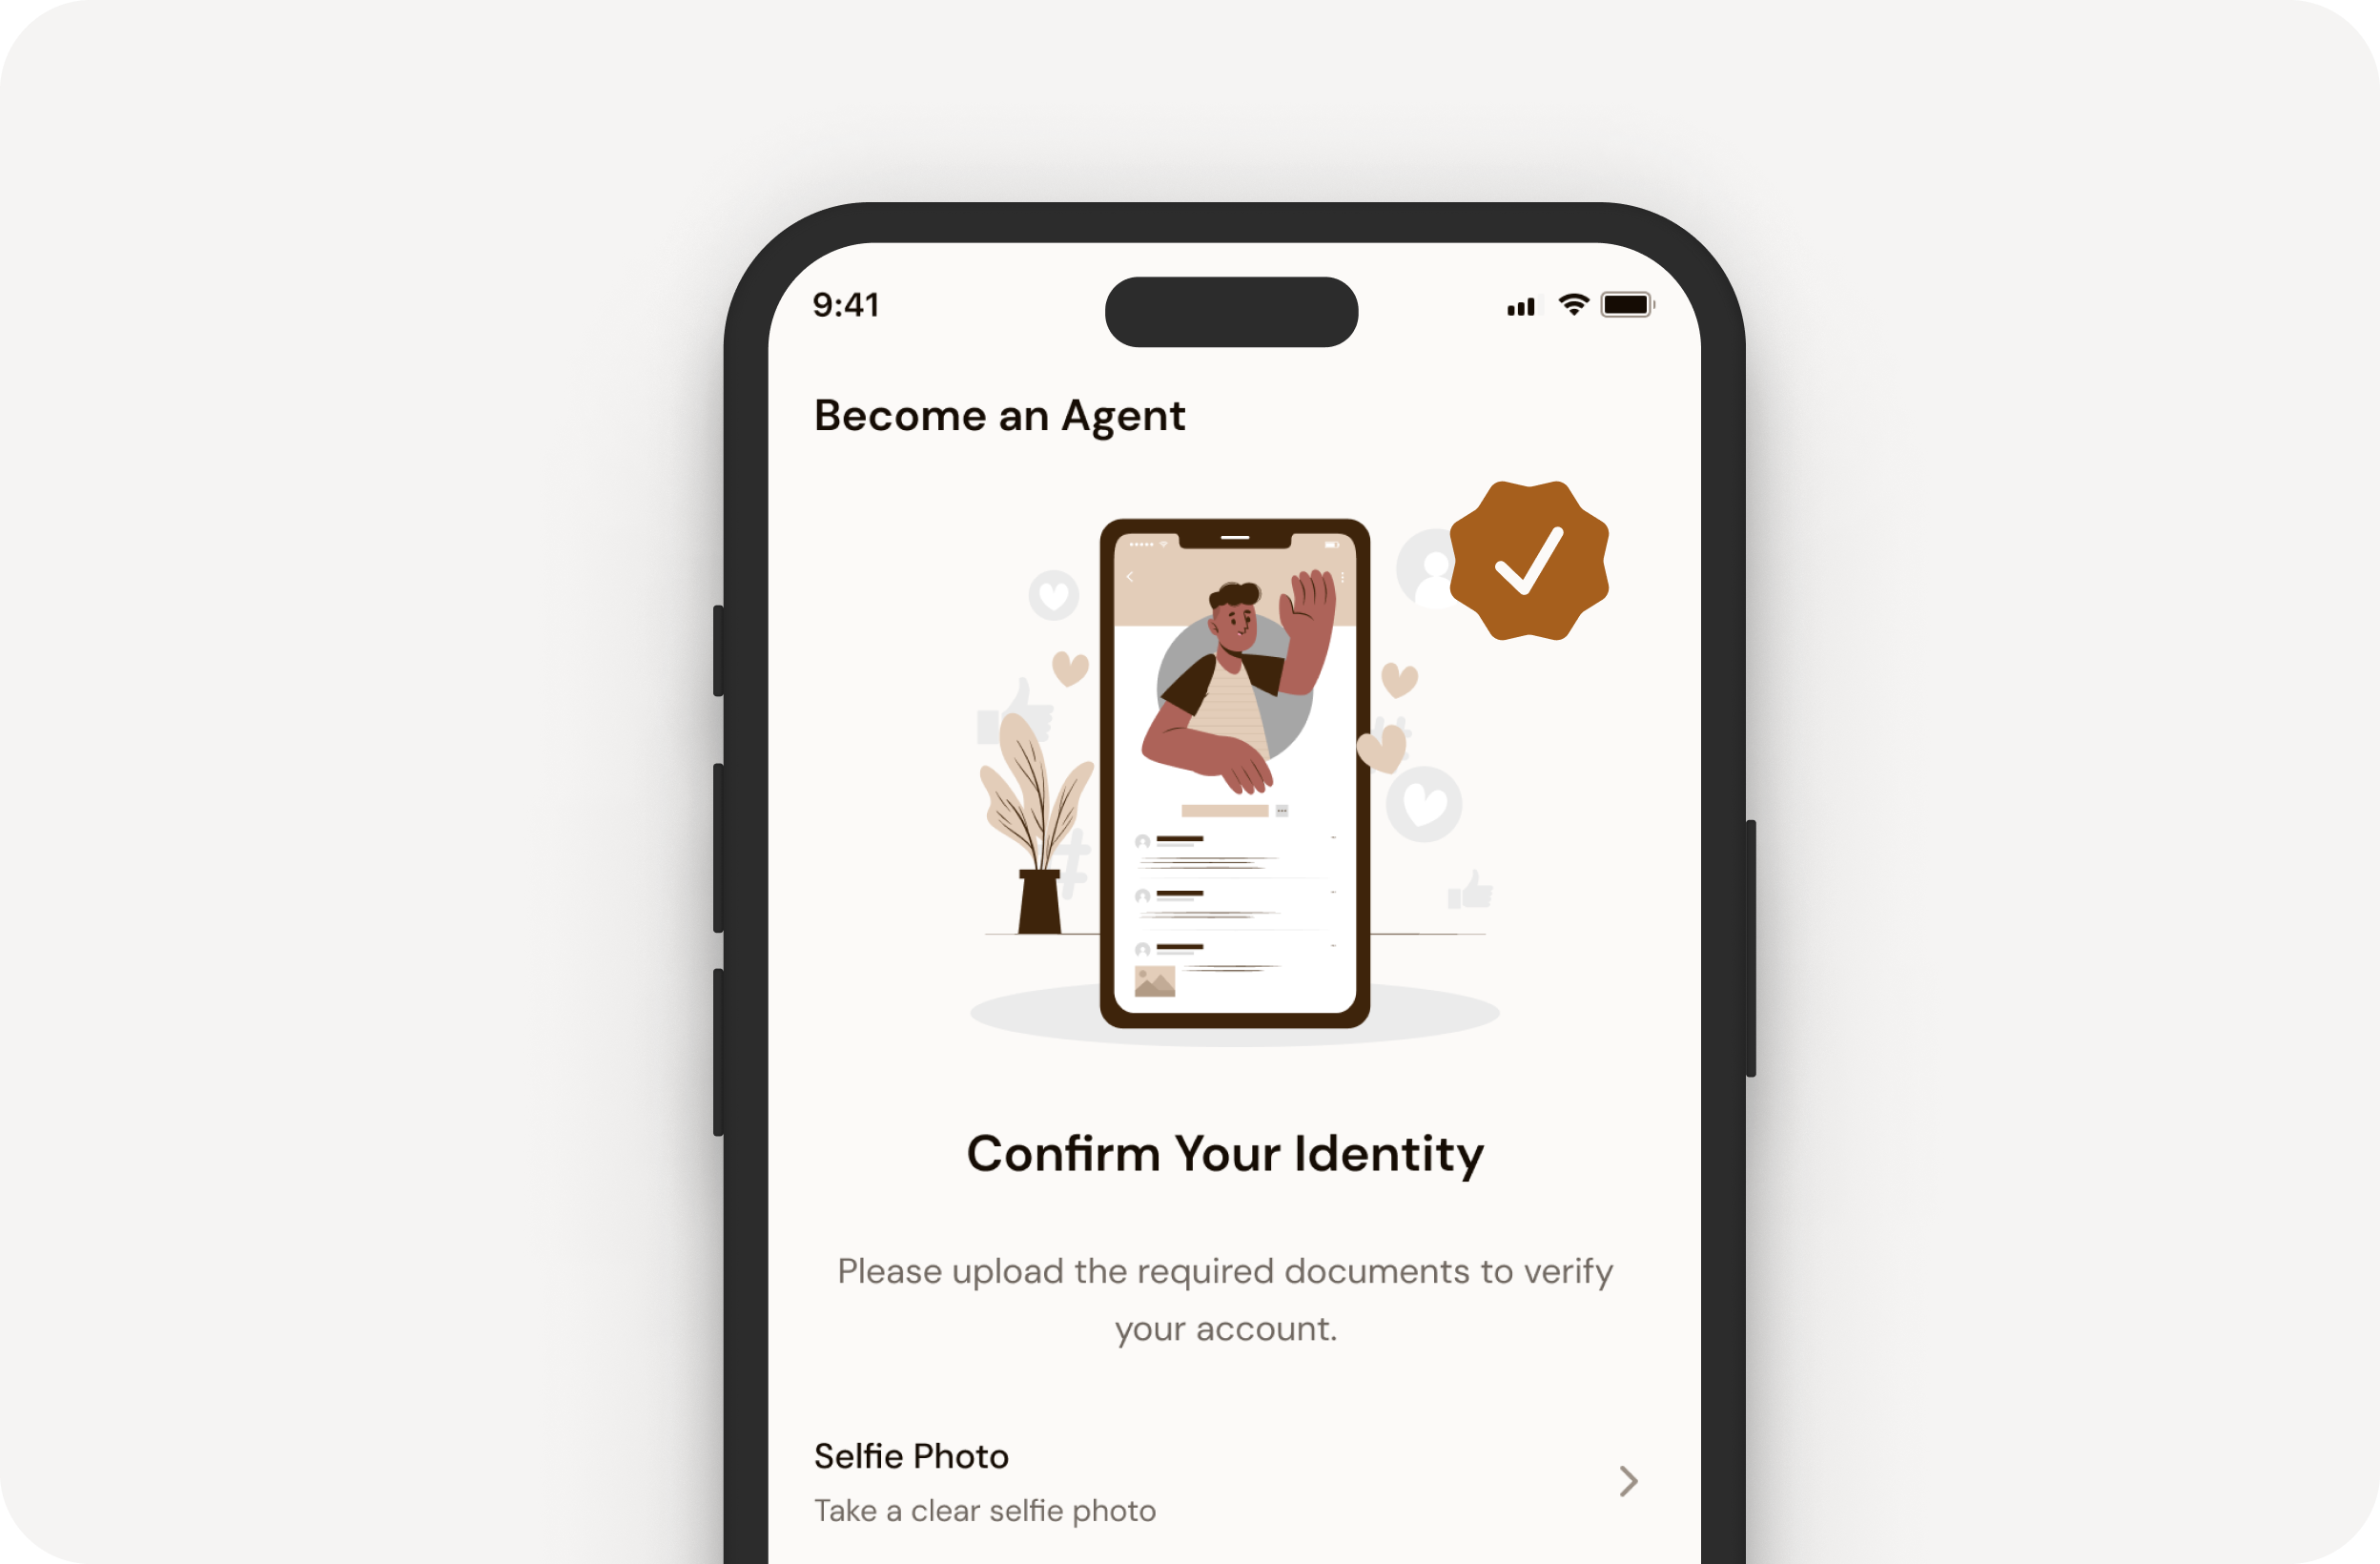 9:41
Become an Agent
Confirm Your Identity
Please upload the required documents to verify
your account.
Selfie Photo
Take a clear selfie photo